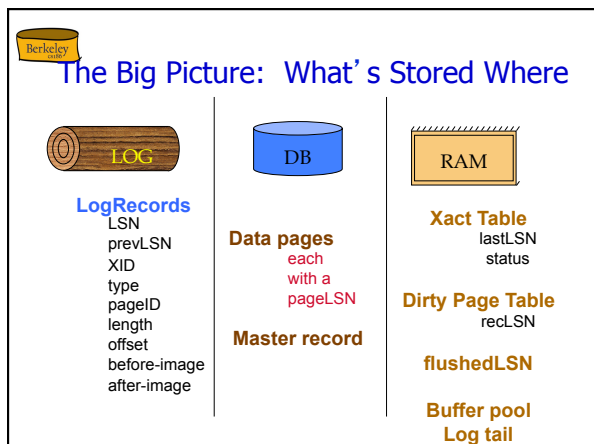 Berkeley
cs186
The Big Picture: What's Stored Where
LOG
LogRecords
LSN
prevLSN
XID
type
pageID
length
offset
before-image
after-image
DB
Data pages
each
with a
pageLSN
Master record
RAM
Xact Table
lastLSN
status
Dirty Page Table
recLSN
flushedLSN
Buffer pool
Log tail